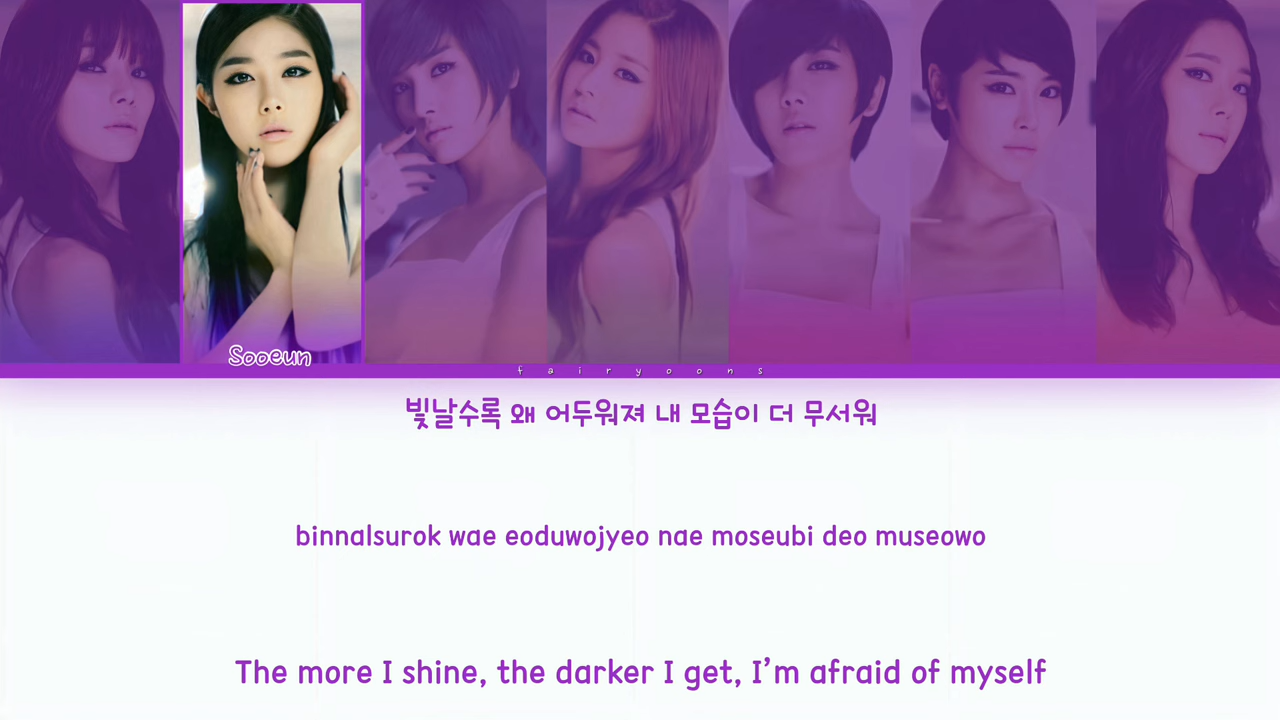 Sooeun
fairyoons
빛날수록 왜 어두워져 내 모습이 더 무서워
binnalsurok wae eoduwojyeo nae moseubi deo museowo
The more I shine, the darker I get, I'm afraid of myself